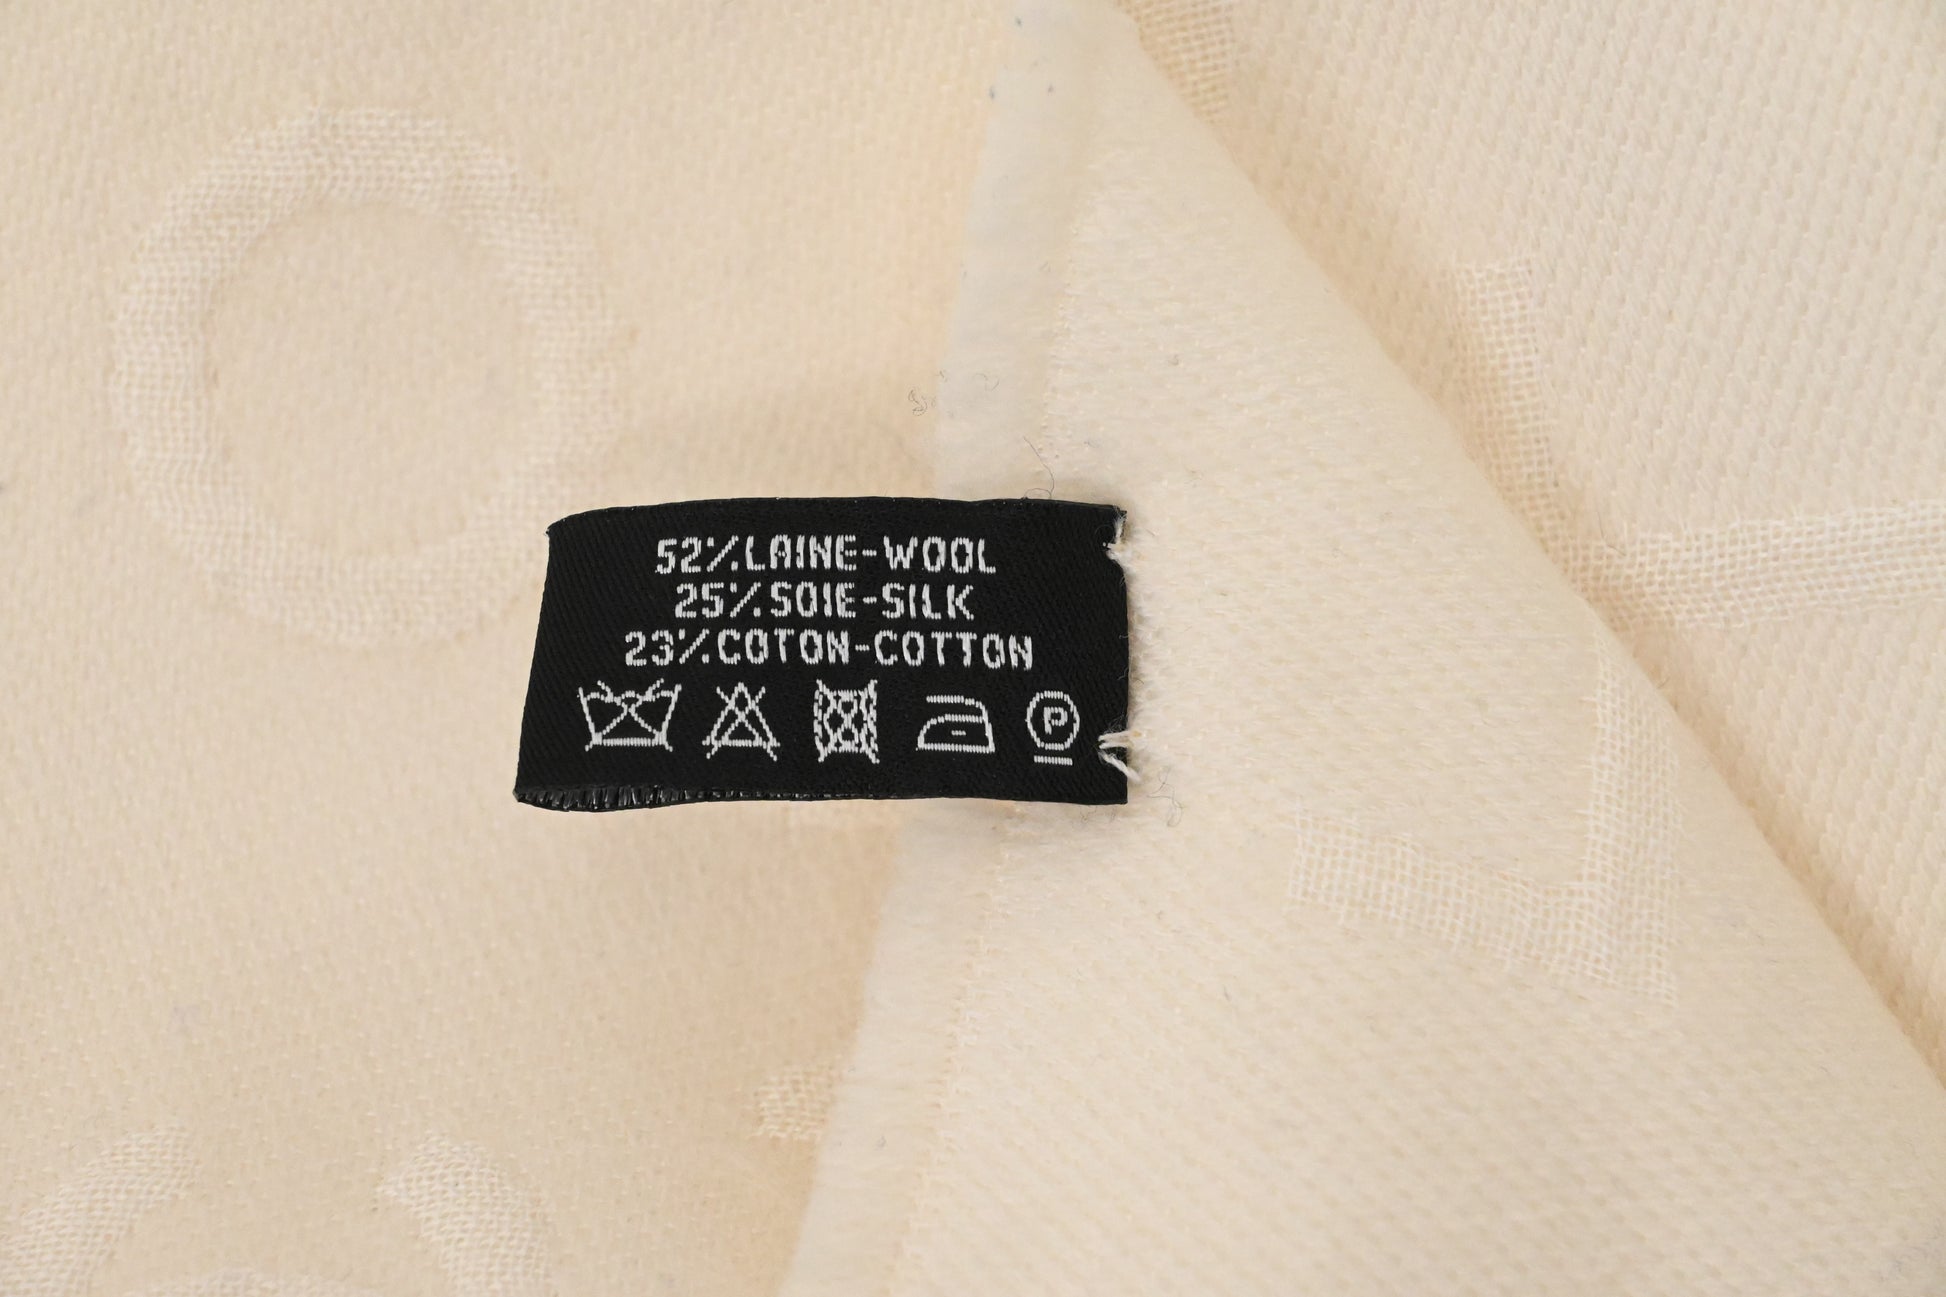 52%LAINE-WOOL
25%SOIE-SILK
23%COTON-COTTON
P